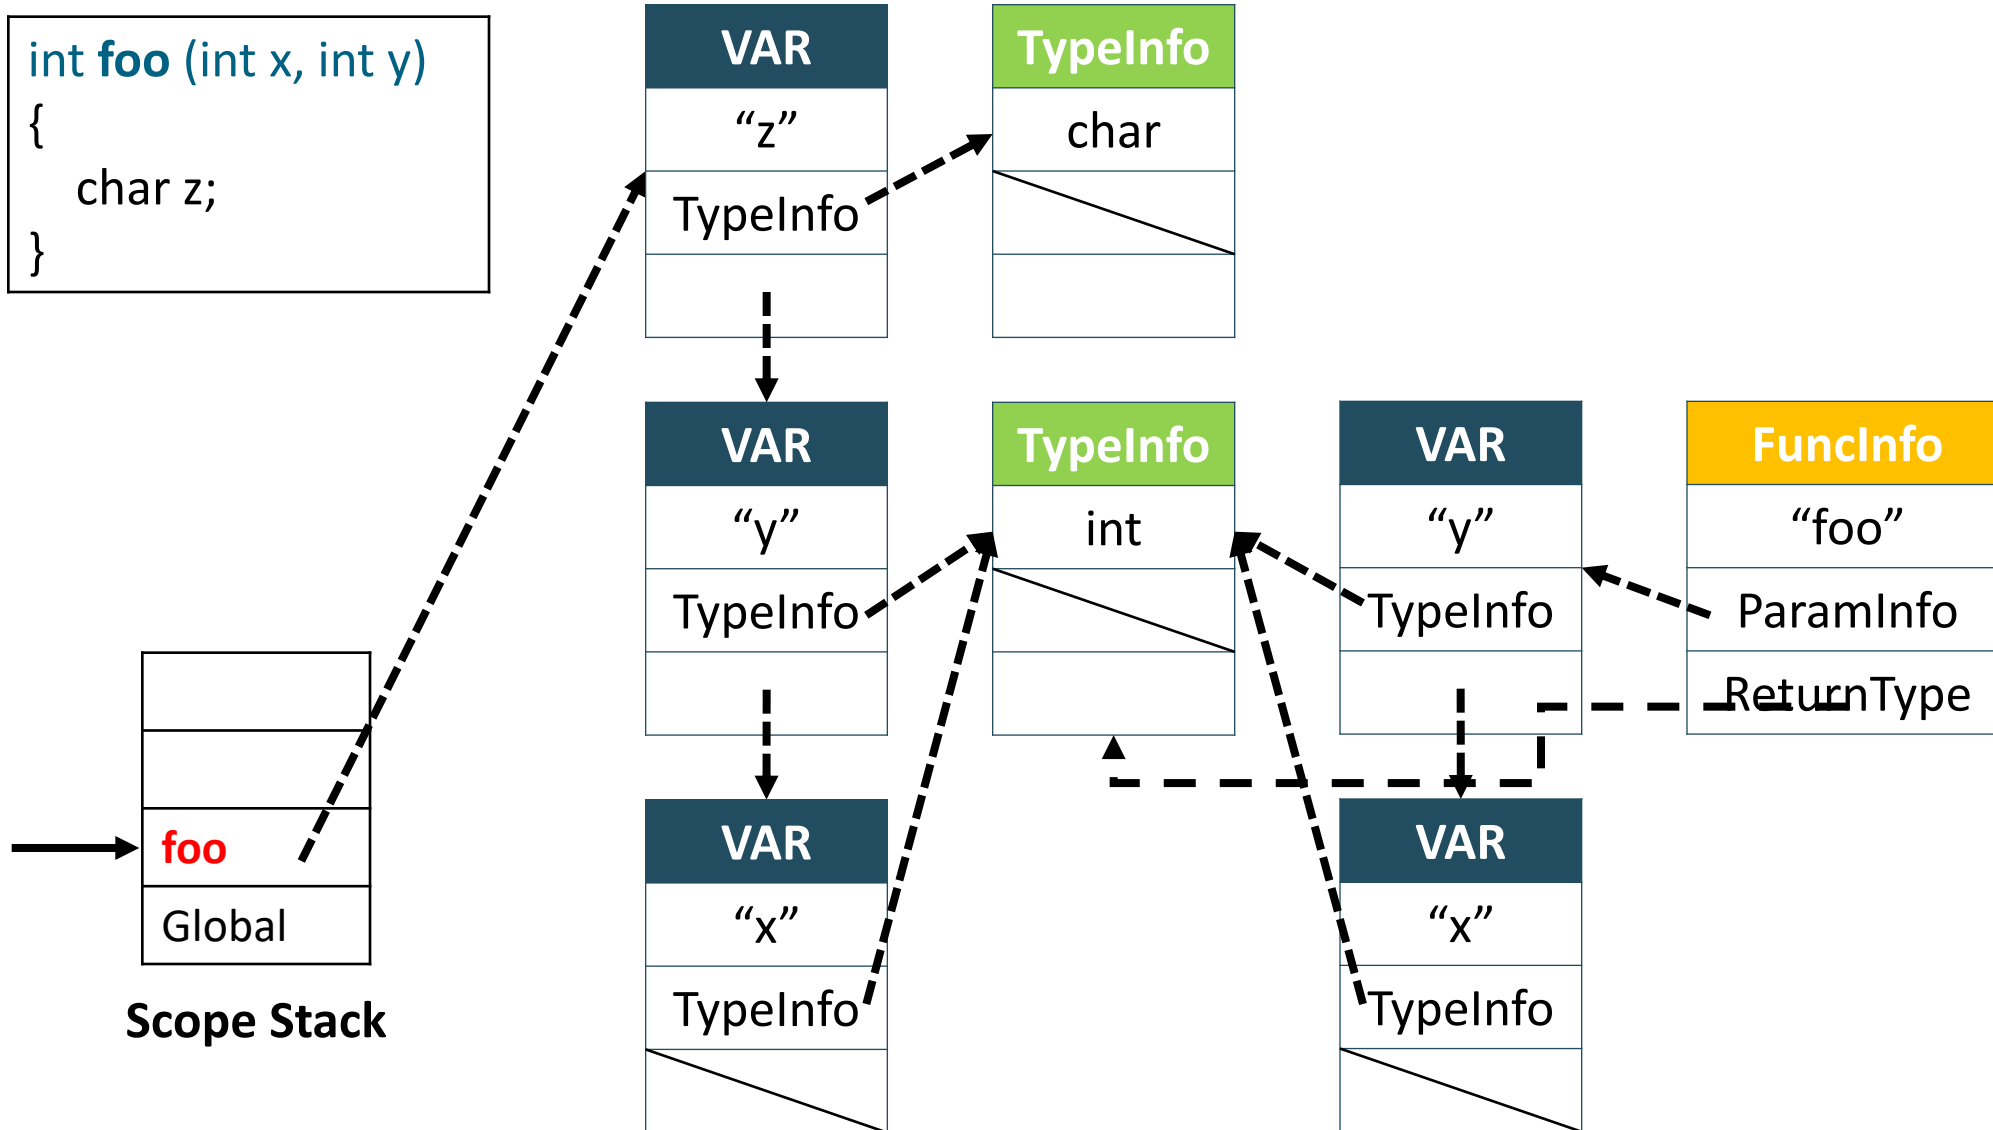 int foo (int x, int y)
{
char z;
}
VAR
“z”
TypeInfo
TypeInfo
char
VAR
“y”
TypeInfo
TypeInfo
int
VAR
“y”
TypeInfo
FuncInfo
“foo”
ParamInfo
ReturnType
foo
Global
Scope Stack
VAR
“x”
TypeInfo
VAR
“x”
TypeInfo